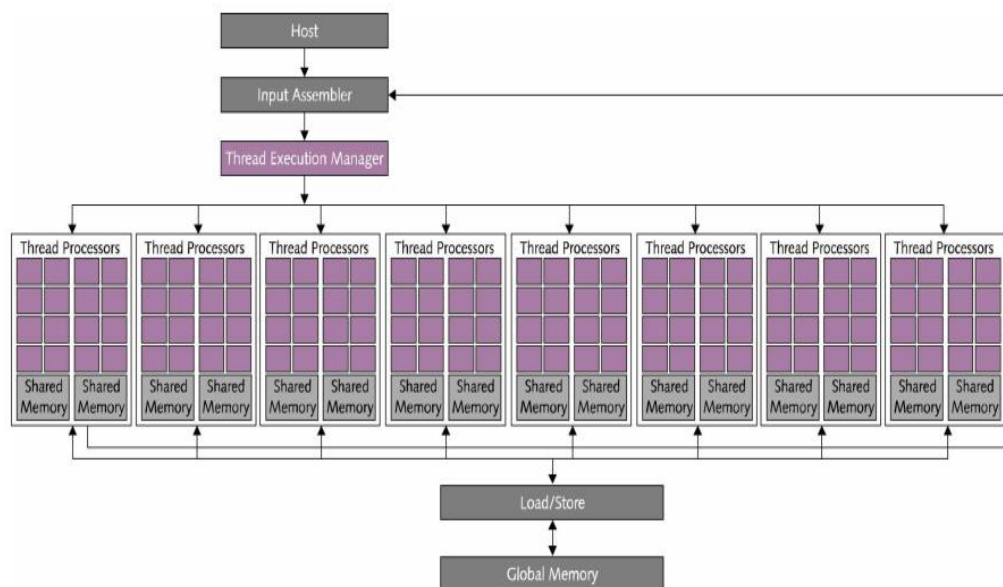 Host
Input Assembler
Thread Execution Manager
Thread Processors
Thread Processors
Thread Processors
Thread Processors
Thread Processors
Thread Processors
Thread Processors
Thread Processors
Shared
Memory
Shared
Memory
Shared
Memory
Shared
Memory
Shared
Memory
Shared
Memory
Shared
Memory
Shared
Memory
Shared
Memory
Shared
Memory
Shared
Memory
Shared
Memory
Shared
Memory
Shared
Memory
Shared
Memory
Shared
Memory
Load/Store
Global Memory